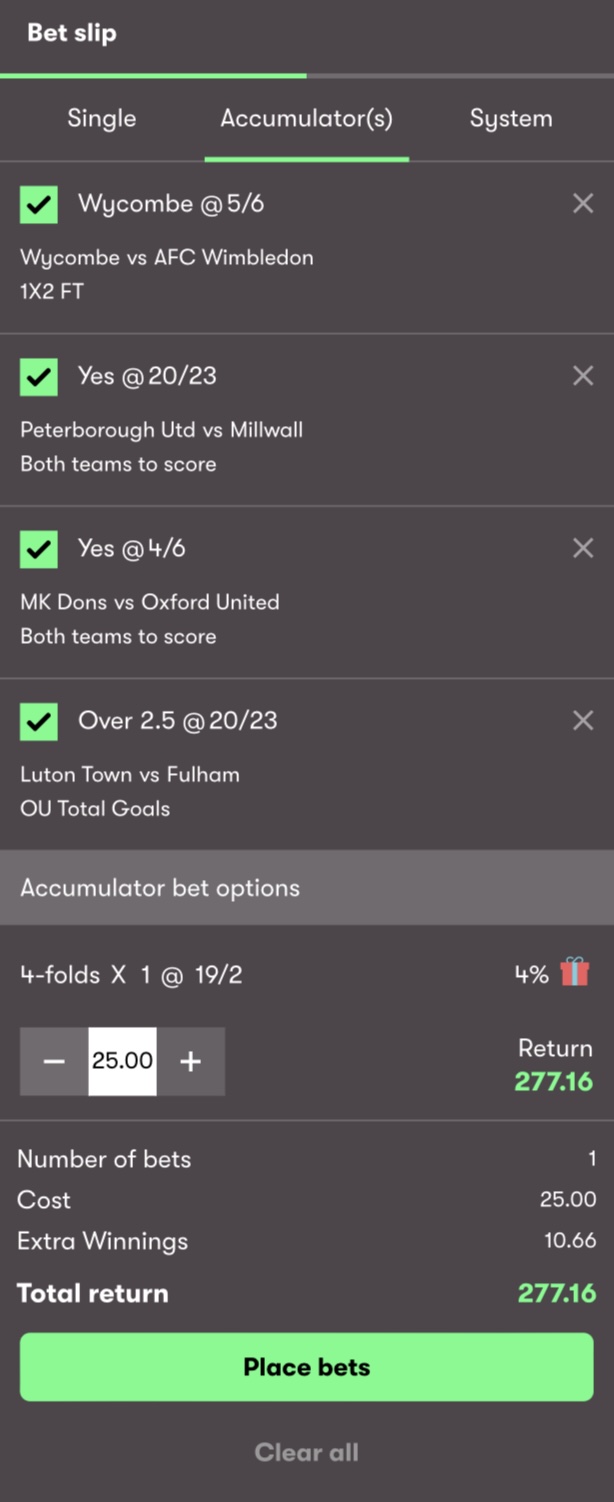 Bet slip
Single Accumulator(s) System
Wycombe @ 5/6
Wycombe vs AFC Wimbledon
1X2 FT
Yes @ 20/23
Peterborough Utd vs Millwall
Both teams to score
Yes @ 4/6
MK Dons vs Oxford United
Both teams to score
Over 2.5 @ 20/23
Luton Town vs Fulham
OU Total Goals
Accumulator bet options
4-folds X 1 @ 19/2 4%
Return
− 25.00 +
277.16
Number of bets 1
Cost 25.00
Extra Winnings 10.66
Total return 277.16
Place bets
Clear all